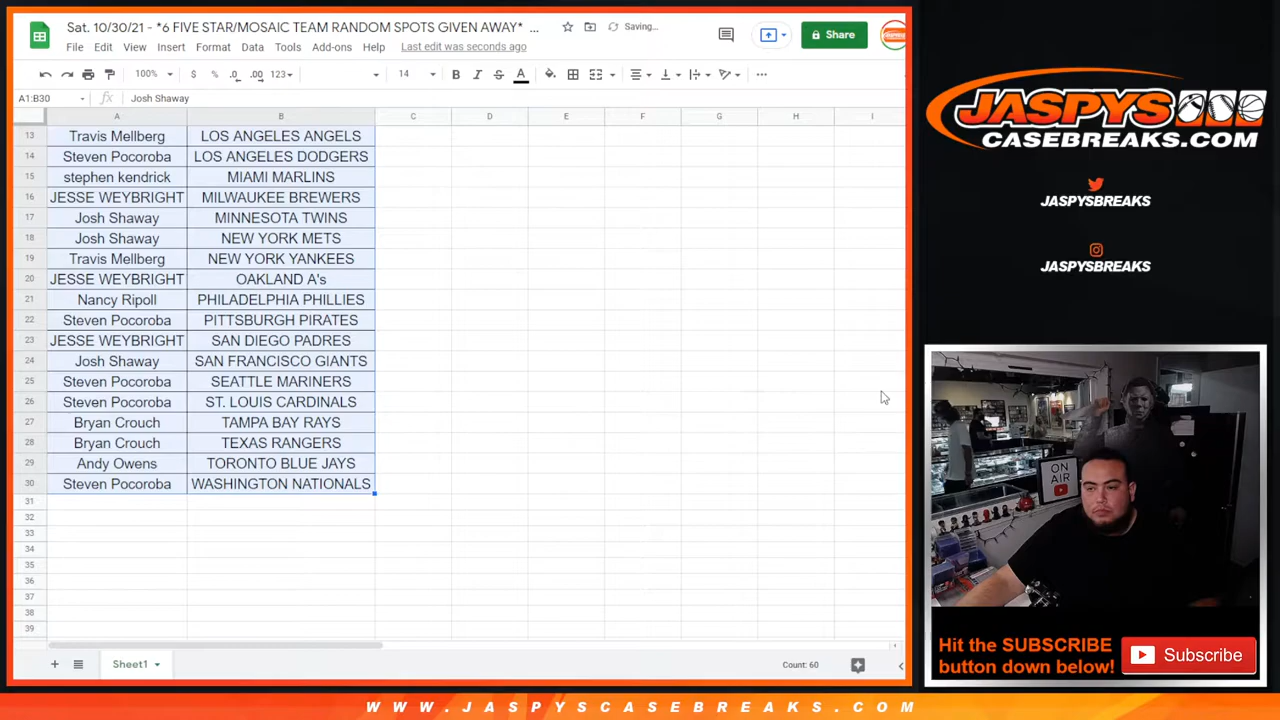 Sat. 10/30/21 - *6 FIVE STAR/MOSAIC TEAM RANDOM SPOTS GIVEN AWAY* ...
Saving...
File Edit View Insert Format Data Tools Add-ons Help Last edit was seconds ago
Share
100% $ % .0 .00 123 14 B I S A
A1:B30 fx Josh Shaway
A B C D E F G H I
13 Travis Mellberg LOS ANGELES ANGELS
14 Steven Pocoroba LOS ANGELES DODGERS
15 stephen kendrick MIAMI MARLINS
16 JESSE WEYBRIGHT MILWAUKEE BREWERS
17 Josh Shaway MINNESOTA TWINS
18 Josh Shaway NEW YORK METS
19 Travis Mellberg NEW YORK YANKEES
20 JESSE WEYBRIGHT OAKLAND A's
21 Nancy Ripoll PHILADELPHIA PHILLIES
22 Steven Pocoroba PITTSBURGH PIRATES
23 JESSE WEYBRIGHT SAN DIEGO PADRES
24 Josh Shaway SAN FRANCISCO GIANTS
25 Steven Pocoroba SEATTLE MARINERS
26 Steven Pocoroba ST. LOUIS CARDINALS
27 Bryan Crouch TAMPA BAY RAYS
28 Bryan Crouch TEXAS RANGERS
29 Andy Owens TORONTO BLUE JAYS
30 Steven Pocoroba WASHINGTON NATIONALS
31
32
33
34
35
36
37
38
39
Sheet1
Count: 60
JASPYS
CASEBREAKS.COM
JASPYSBREAKS
JASPYSBREAKS
ON
AIR
Hit the SUBSCRIBE
button down below!
Subscribe
WWW.JASPYSCASEBREAKS.COM